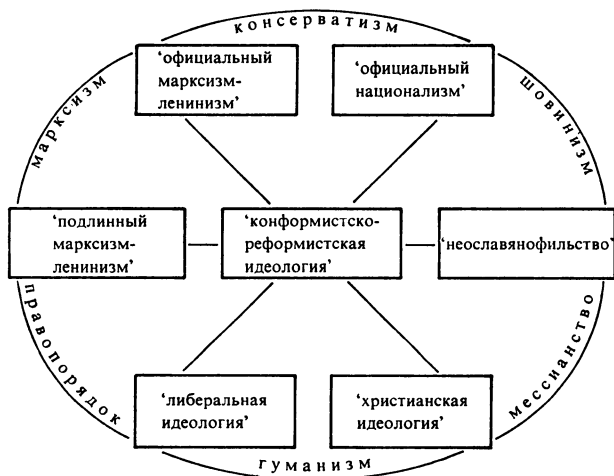 консерватизм
‘официальный
марксизм-
ленинизм’
‘официальный
национализм’
марксизм
шовинизм
‘подлинный
марксизм-
ленинизм’
‘конформистско-
реформистская
идеология’
‘неославянофильство’
правопорядок
мессианство
‘либеральная
идеология’
‘христианская
идеология’
гуманизм